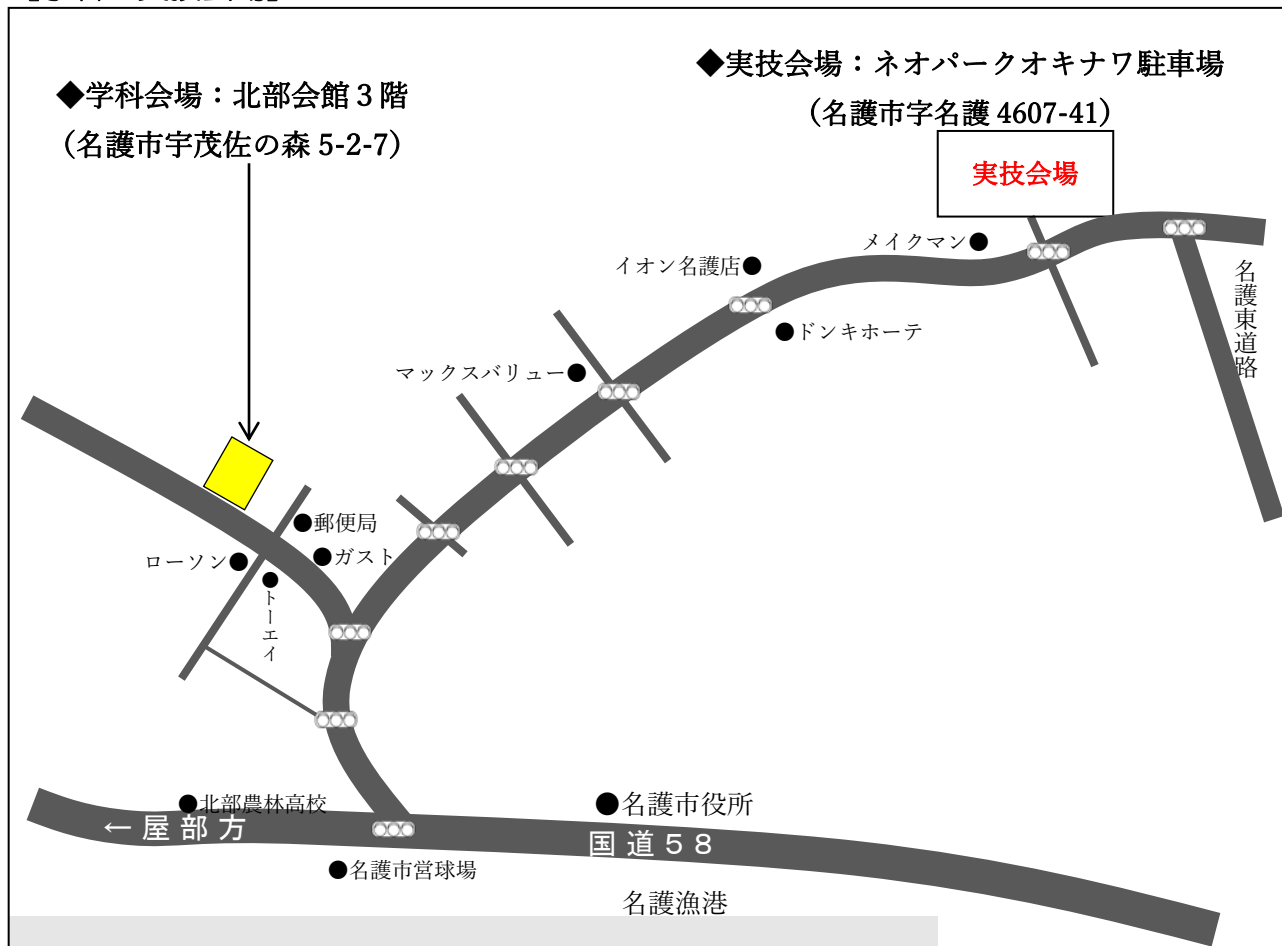 ◆実技会場：ネオパークオキナワ駐車場
（名護市字名護 4607-41）
◆学科会場：北部会館３階
（名護市宇茂佐の森 5-2-7）
実技会場
メイクマン●
イオン名護店●
名護東道路
●ドンキホーテ
マックスバリュー●
●郵便局
●ガスト
ローソン●
●トーエイ
●北部農林高校
●名護市役所
←屋部方
国道５８
●名護市営球場
名護漁港